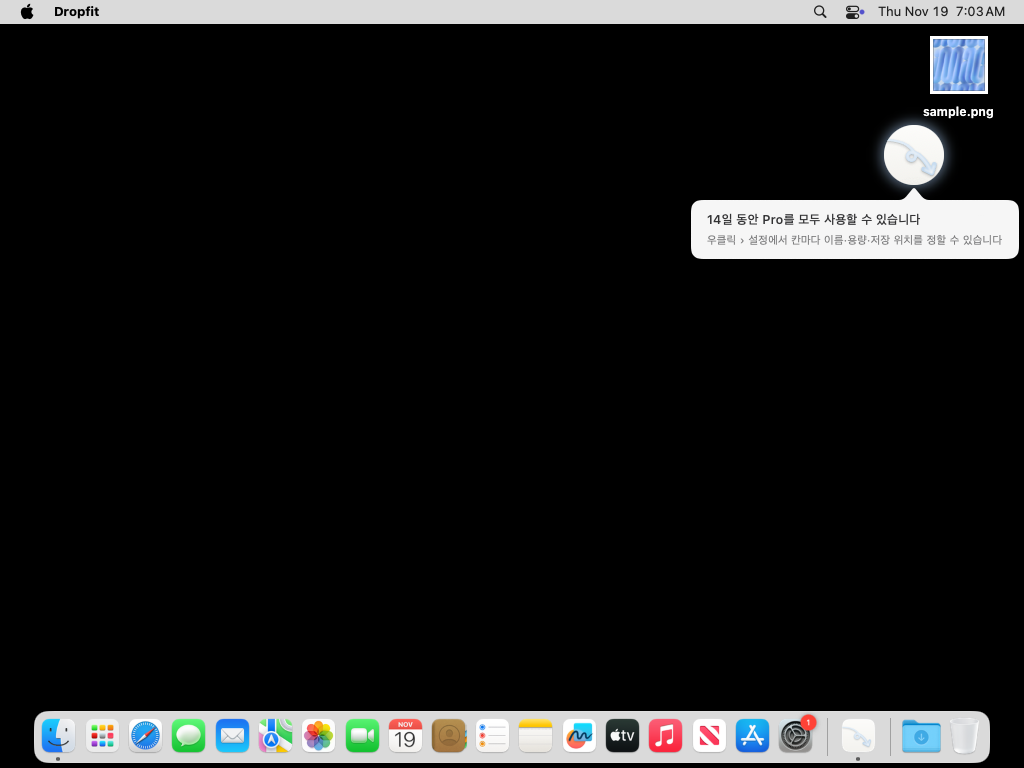 Dropfit
Thu Nov 19 7:03 AM
sample.png
14일 동안 Pro를 모두 사용할 수 있습니다
우클릭 › 설정에서 칸마다 이름·용량·저장 위치를 정할 수 있습니다
NOV
19
tv
1